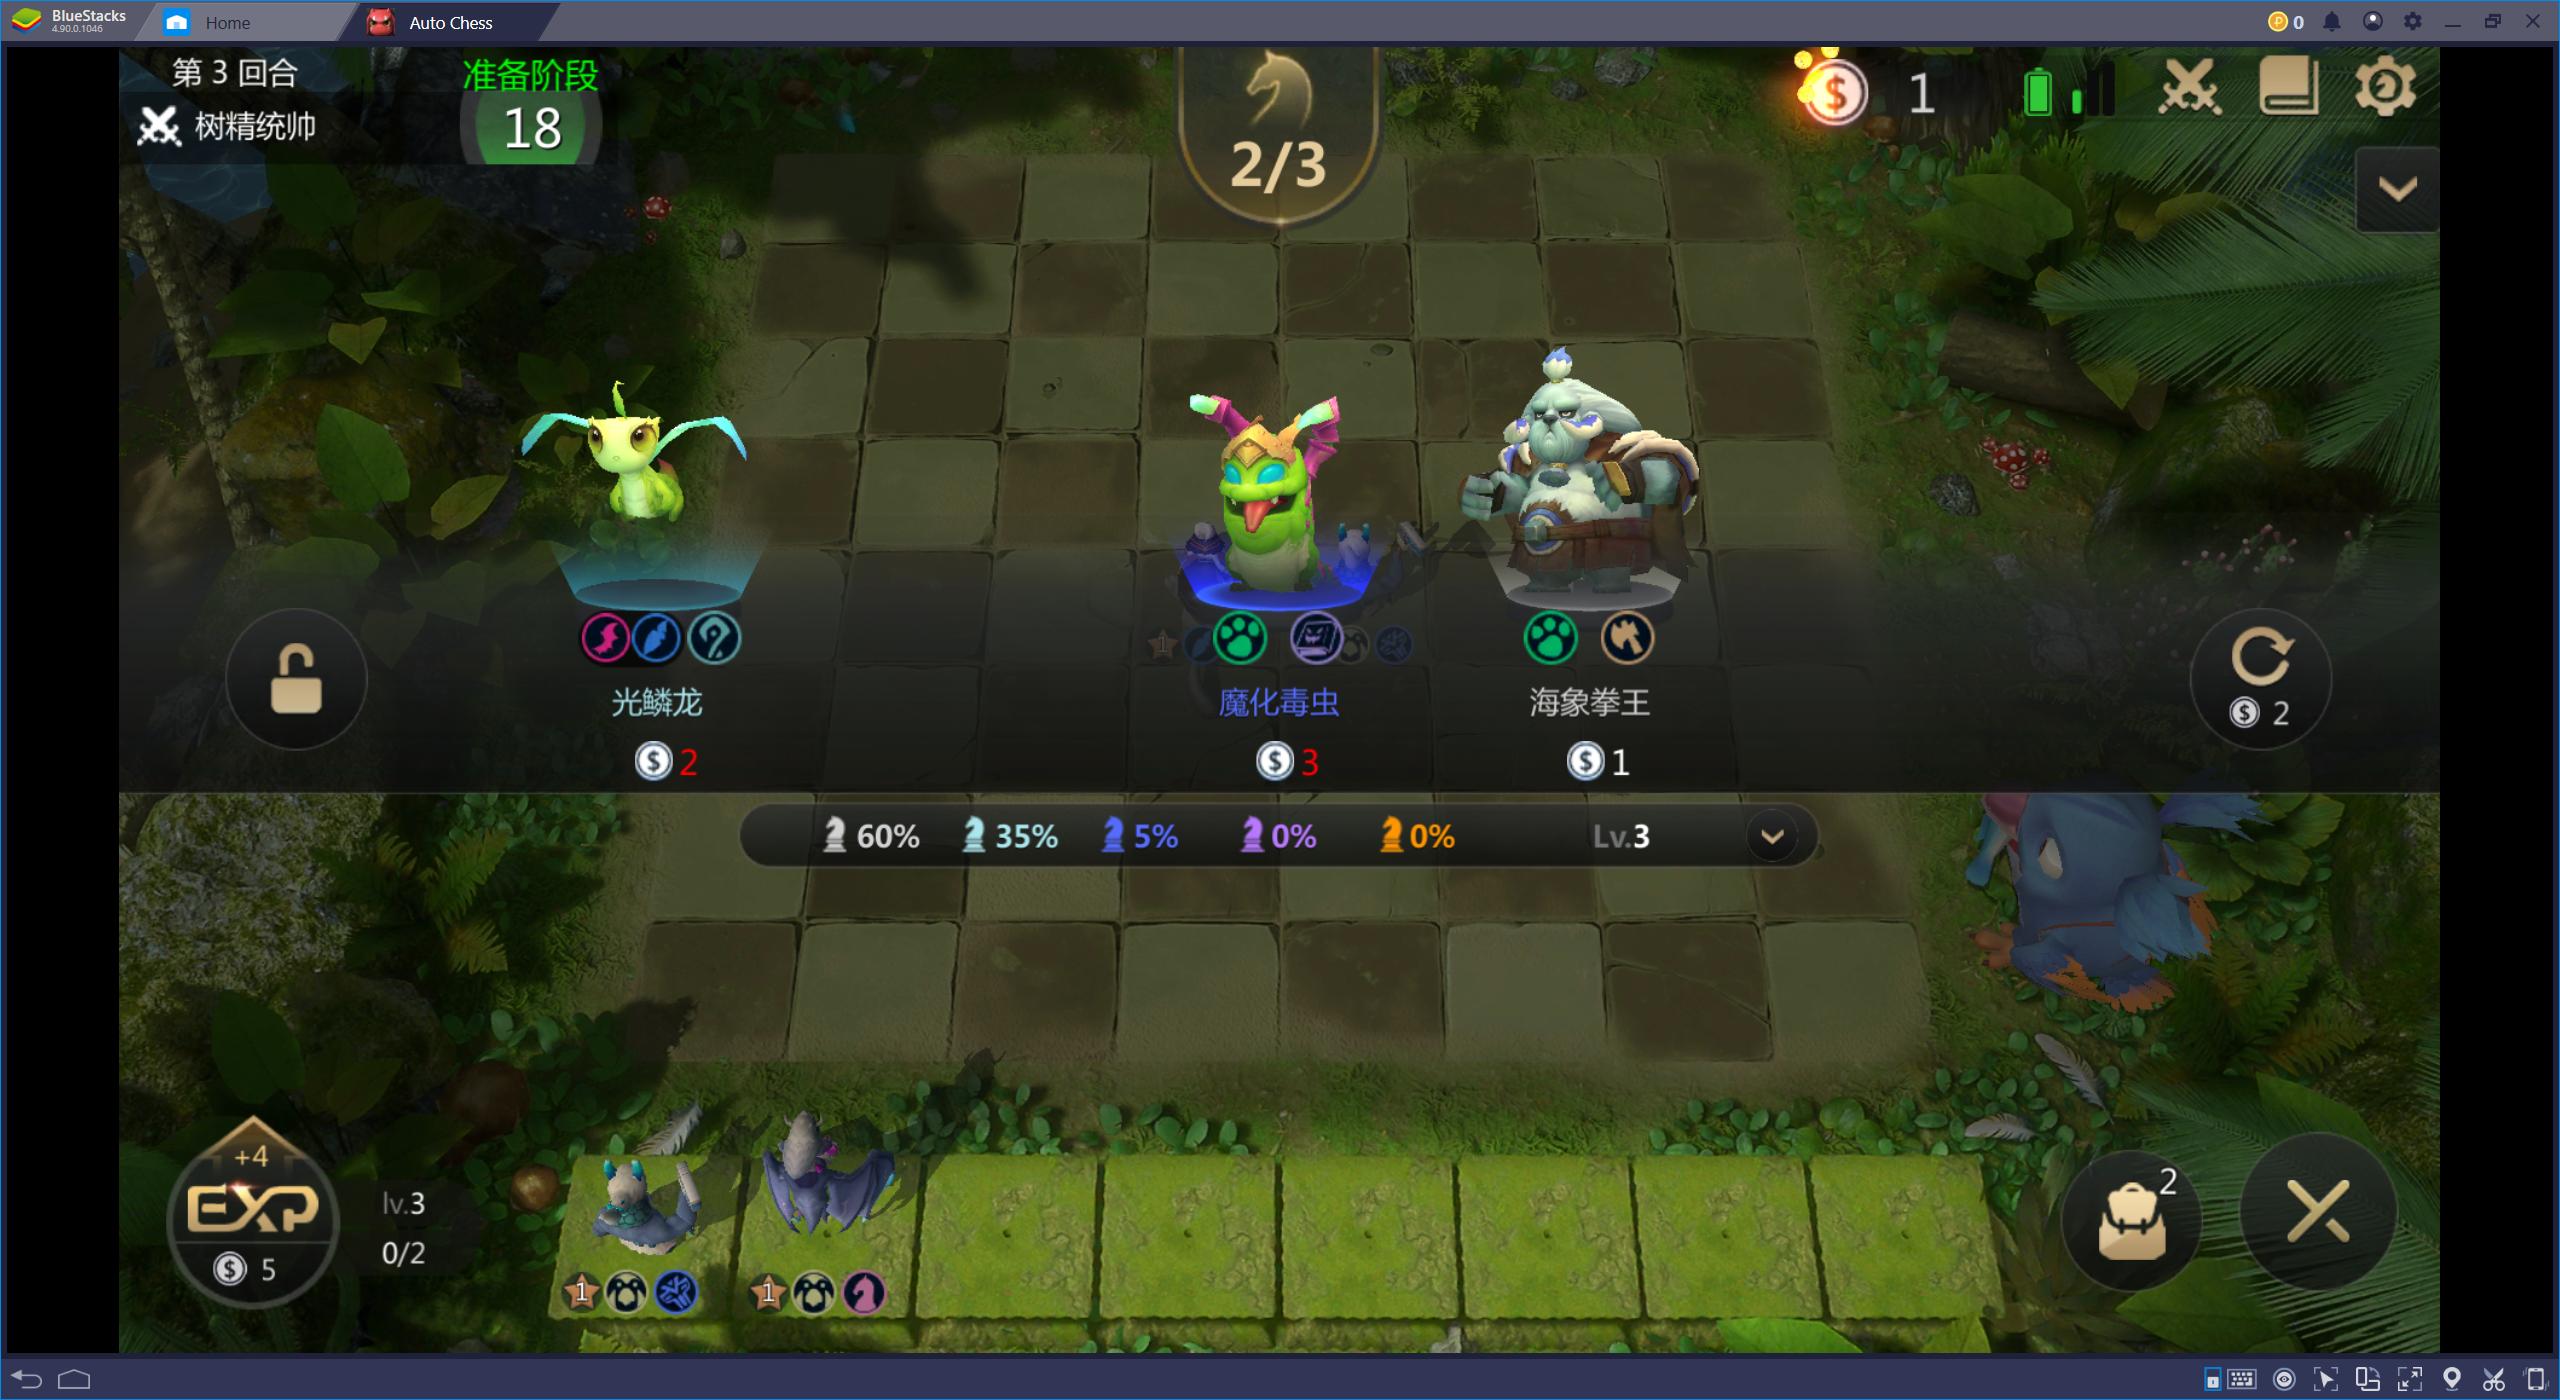 BlueStacks
4.90.0.1046
Home
Auto Chess
0
第 3 回合
树精统帅
准备阶段
18
2/3
1
光鳞龙
2
魔化毒虫
3
海象拳王
1
2
60%
35%
5%
0%
0%
Lv.3
+4
EXP
5
lv.3
0/2
1
1
2